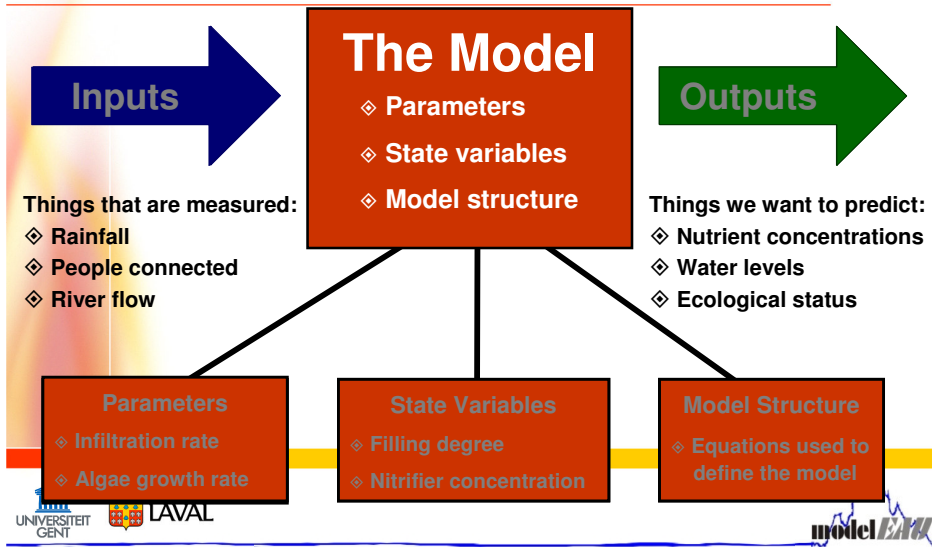 The Model
◈ Parameters
◈ State variables
◈ Model structure
Inputs
Things that are measured:
◈ Rainfall
◈ People connected
◈ River flow
Outputs
Things we want to predict:
◈ Nutrient concentrations
◈ Water levels
◈ Ecological status
Parameters
◈ Infiltration rate
◈ Algae growth rate
State Variables
◈ Filling degree
◈ Nitrifier concentration
Model Structure
◈ Equations used to
define the model
UNIVERSITEIT
GENT
LAVAL
modelEAU